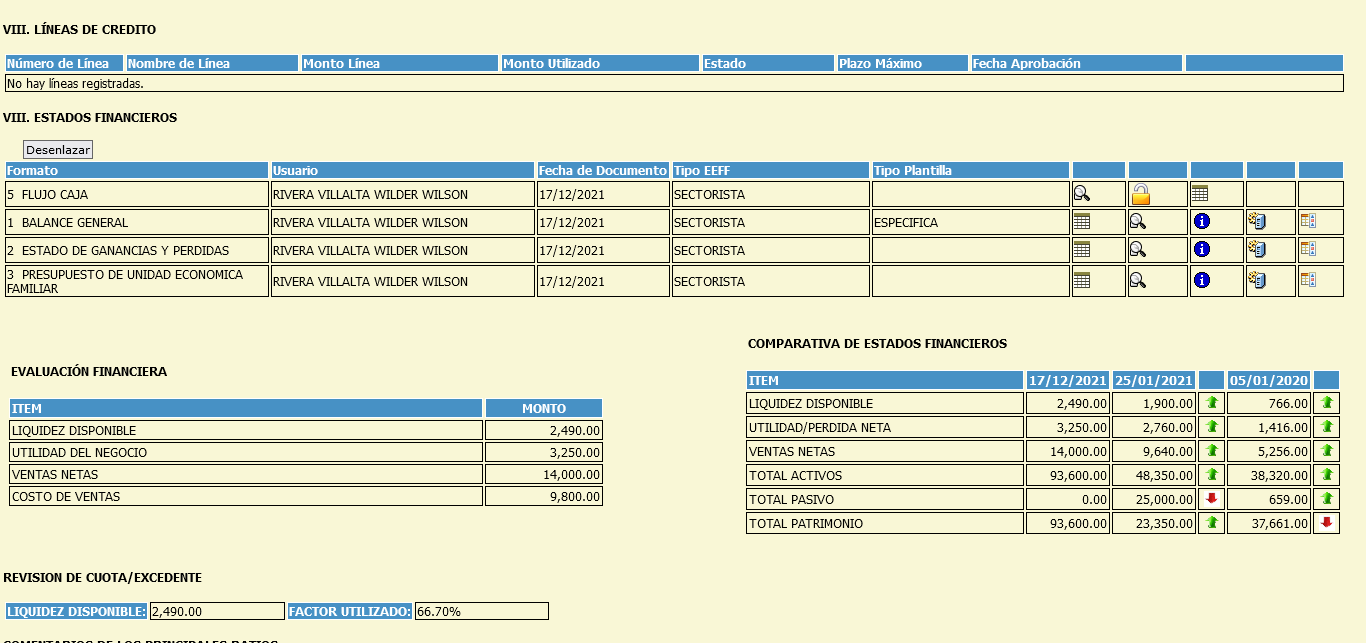 VIII. LÍNEAS DE CREDITO
Número de Línea Nombre de Línea Monto Línea Monto Utilizado Estado Plazo Máximo Fecha Aprobación
No hay líneas registradas.
VIII. ESTADOS FINANCIEROS
Desenlazar
Formato Usuario Fecha de Documento Tipo EEFF Tipo Plantilla
5 FLUJO CAJA RIVERA VILLALTA WILDER WILSON 17/12/2021 SECTORISTA
1 BALANCE GENERAL RIVERA VILLALTA WILDER WILSON 17/12/2021 SECTORISTA ESPECIFICA
2 ESTADO DE GANANCIAS Y PERDIDAS RIVERA VILLALTA WILDER WILSON 17/12/2021 SECTORISTA
3 PRESUPUESTO DE UNIDAD ECONOMICA
FAMILIAR RIVERA VILLALTA WILDER WILSON 17/12/2021 SECTORISTA
EVALUACIÓN FINANCIERA
ITEM MONTO
LIQUIDEZ DISPONIBLE 2,490.00
UTILIDAD DEL NEGOCIO 3,250.00
VENTAS NETAS 14,000.00
COSTO DE VENTAS 9,800.00
COMPARATIVA DE ESTADOS FINANCIEROS
ITEM 17/12/2021 25/01/2021 05/01/2020
LIQUIDEZ DISPONIBLE 2,490.00 1,900.00 766.00
UTILIDAD/PERDIDA NETA 3,250.00 2,760.00 1,416.00
VENTAS NETAS 14,000.00 9,640.00 5,256.00
TOTAL ACTIVOS 93,600.00 48,350.00 38,320.00
TOTAL PASIVO 0.00 25,000.00 659.00
TOTAL PATRIMONIO 93,600.00 23,350.00 37,661.00
REVISION DE CUOTA/EXCEDENTE
LIQUIDEZ DISPONIBLE: 2,490.00 FACTOR UTILIZADO: 66.70%
COMENTARIOS DE LOS PRINCIPALES RATIOS